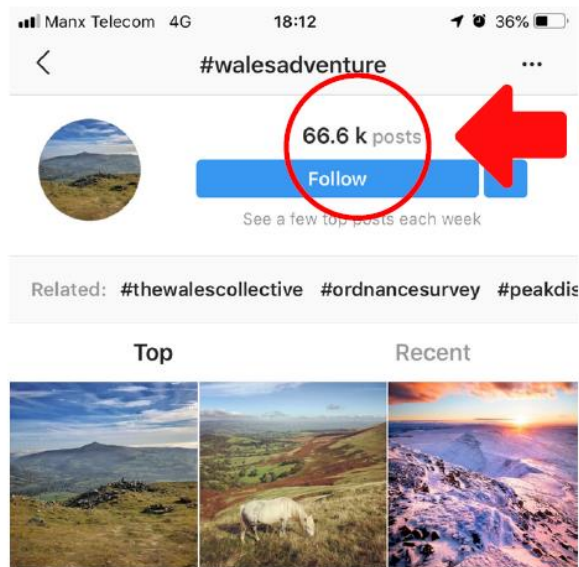 Manx Telecom 4G 18:12 36%
#walesadventure
66.6 k posts
Follow
See a few top posts each week
Related: #thewalescollective #ordnancesurvey #peakdis
Top Recent